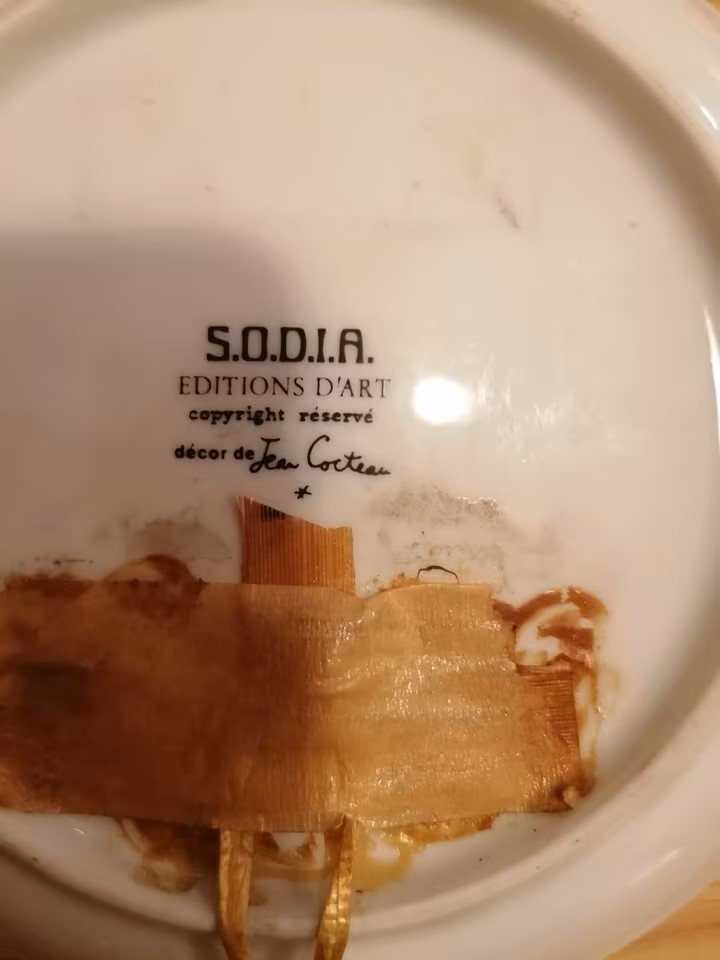 S.O.D.I.A.
EDITIONS D'ART
copyright réservé
décor de Jean Cocteau
*